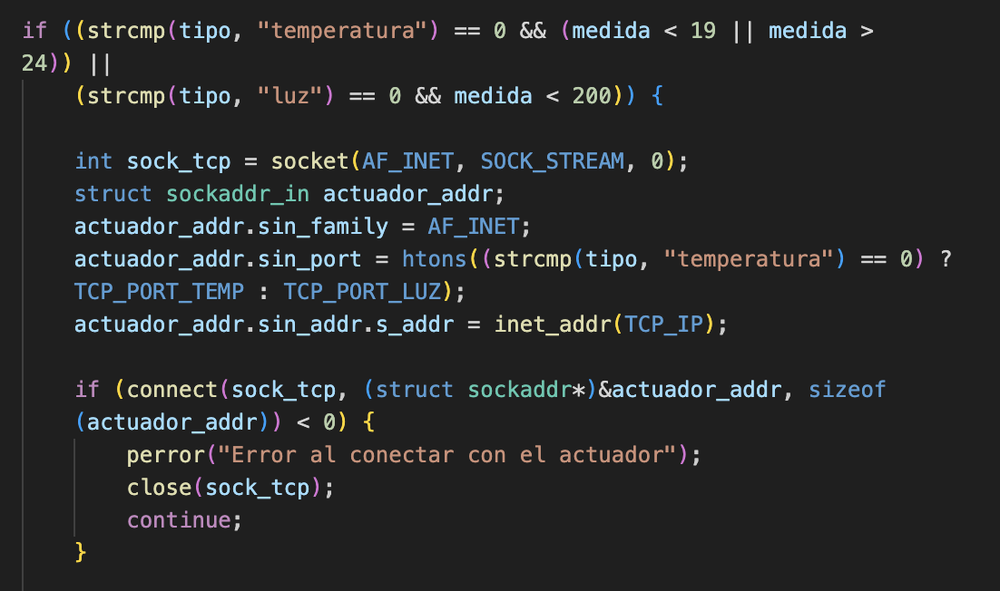 if ((strcmp(tipo, "temperatura") == 0 && (medida < 19 || medida >
24)) ||
(strcmp(tipo, "luz") == 0 && medida < 200)) {
int sock_tcp = socket(AF_INET, SOCK_STREAM, 0);
struct sockaddr_in actuador_addr;
actuador_addr.sin_family = AF_INET;
actuador_addr.sin_port = htons((strcmp(tipo, "temperatura") == 0) ?
TCP_PORT_TEMP : TCP_PORT_LUZ);
actuador_addr.sin_addr.s_addr = inet_addr(TCP_IP);
if (connect(sock_tcp, (struct sockaddr*)&actuador_addr, sizeof
(actuador_addr)) < 0) {
perror("Error al conectar con el actuador");
close(sock_tcp);
continue;
}